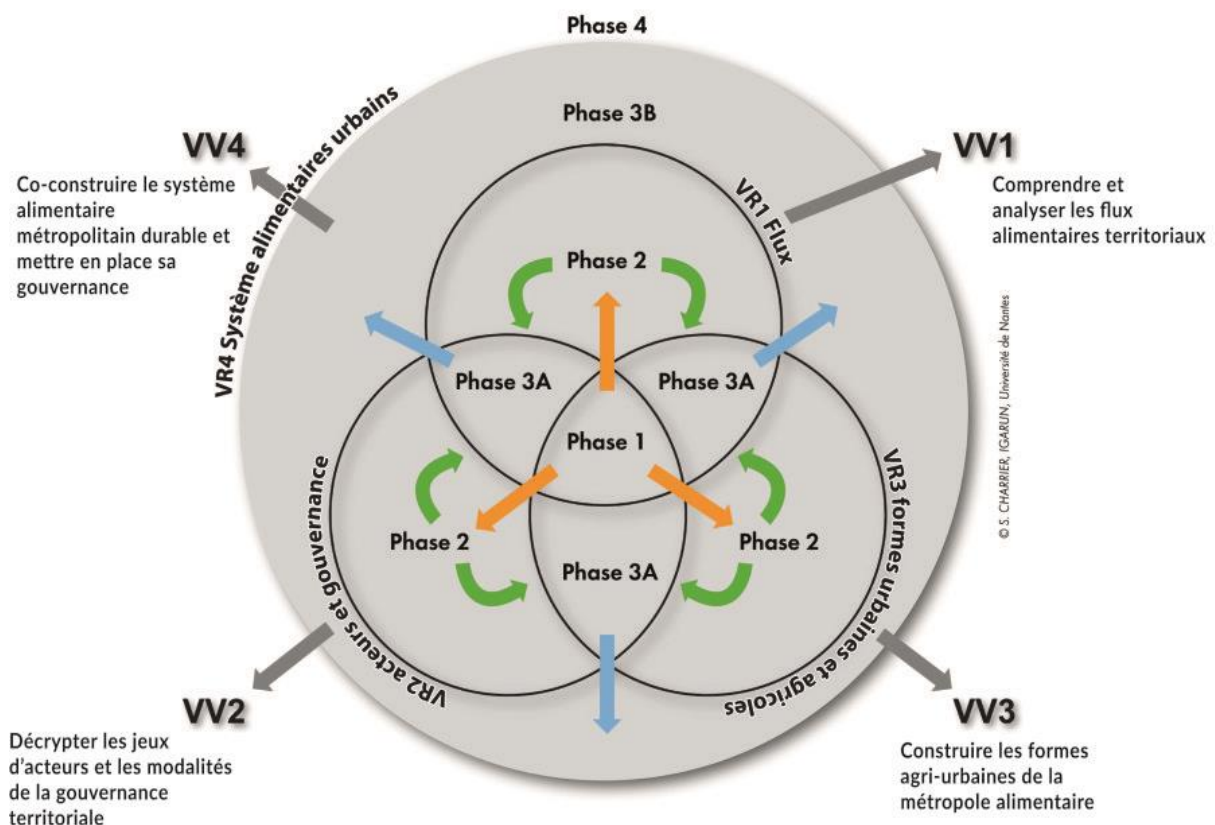 Phase 4
Phase 3B
VV4
Co-construire le système
alimentaire
métropolitain durable et
mettre en place sa
gouvernance
VR4 Système alimentaires urbains
VR1 Flux
VV1
Comprendre et
analyser les flux
alimentaires territoriaux
Phase 2
Phase 3A
Phase 3A
Phase 1
Phase 2
Phase 2
Phase 3A
VR2 acteurs et gouvernance
VR3 formes urbaines et agricoles
© S. CHARRIER, IGARUN, Université de Nantes
VV2
Décrypter les jeux
d'acteurs et les modalités
de la gouvernance
territoriale
VV3
Construire les formes
agri-urbaines de la
métropole alimentaire